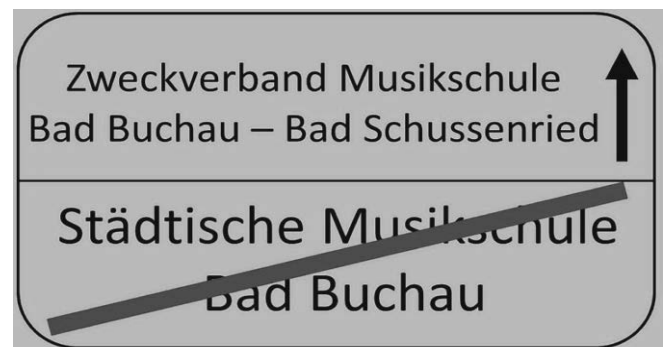 Zweckverband Musikschule
Bad Buchau – Bad Schussenried
Städtische Musikschule
Bad Buchau